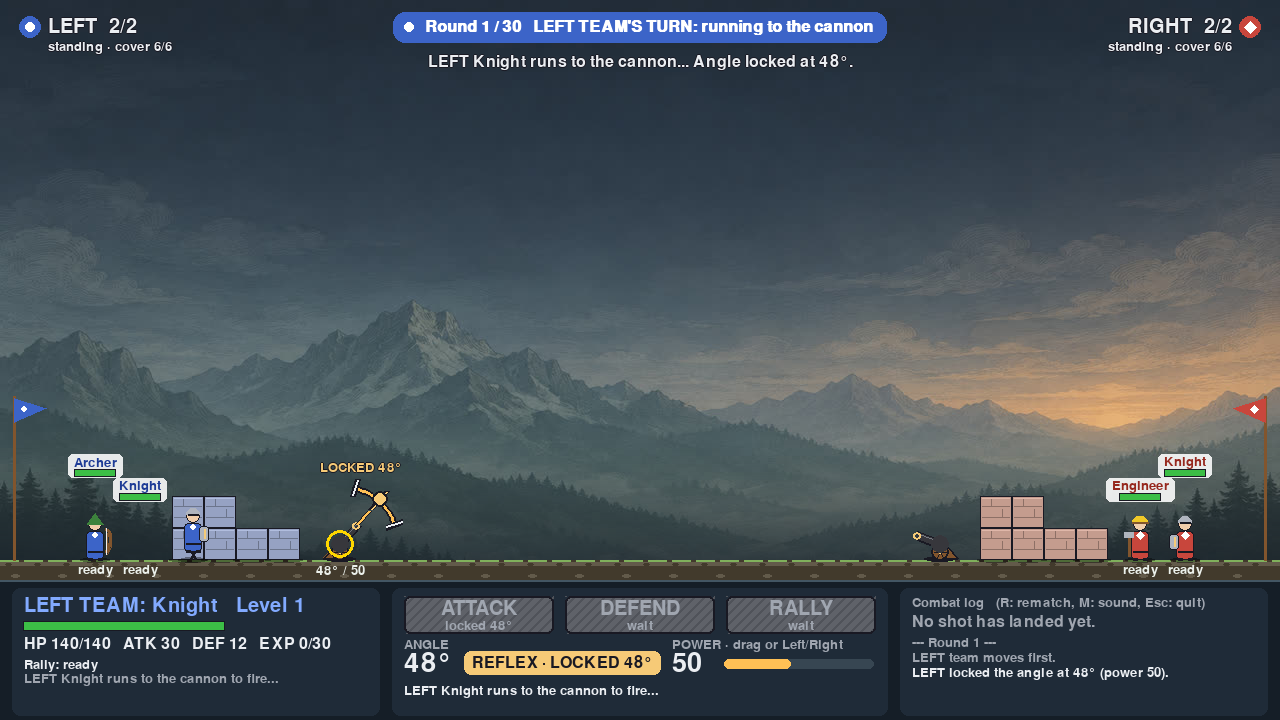 LEFT 2/2
standing · cover 6/6
Round 1 / 30 LEFT TEAM'S TURN: running to the cannon
LEFT Knight runs to the cannon... Angle locked at 48°.
RIGHT 2/2
standing · cover 6/6
LOCKED 48°
Archer
Knight
Knight
Engineer
ready ready
48° / 50
ready ready
LEFT TEAM: Knight Level 1
HP 140/140 ATK 30 DEF 12 EXP 0/30
Rally: ready
LEFT Knight runs to the cannon to fire...
ATTACK
locked 48°
DEFEND
wait
RALLY
wait
ANGLE
48°
REFLEX · LOCKED 48°
POWER · drag or Left/Right
50
LEFT Knight runs to the cannon to fire...
Combat log (R: rematch, M: sound, Esc: quit)
No shot has landed yet.
--- Round 1 ---
LEFT team moves first.
LEFT locked the angle at 48° (power 50).